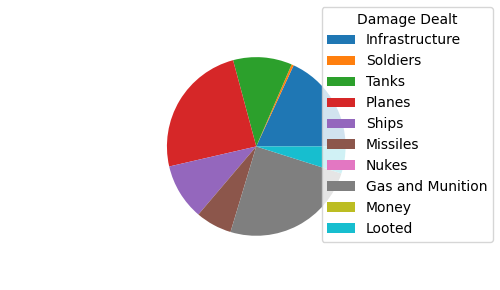 Damage Dealt
Infrastructure
Soldiers
Tanks
Planes
Ships
Missiles
Nukes
Gas and Munition
Money
Looted